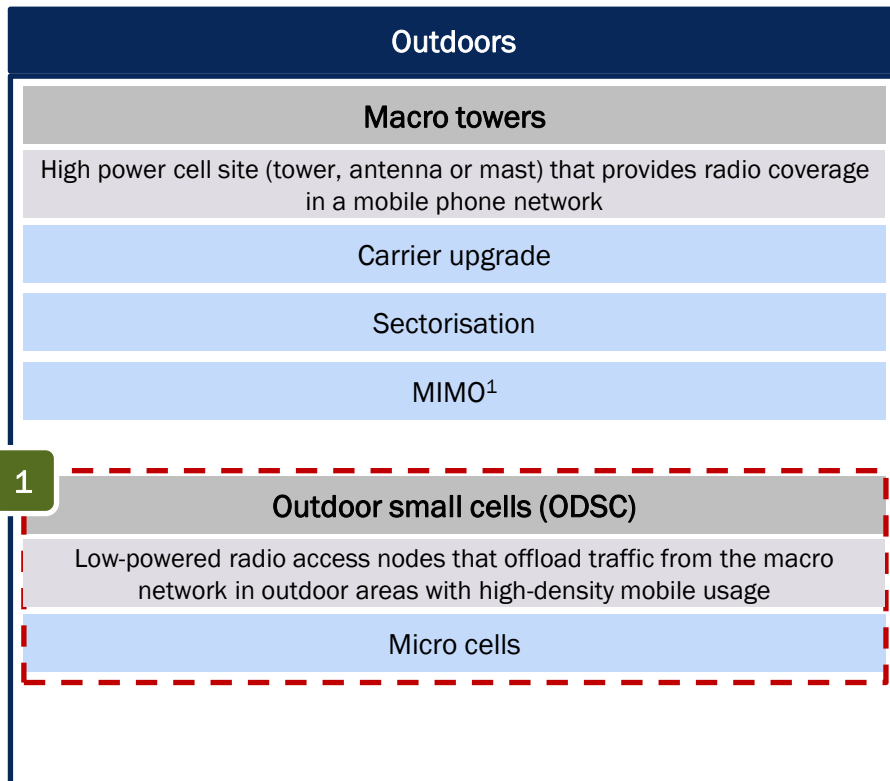 Outdoors
Macro towers
High power cell site (tower, antenna or mast) that provides radio coverage
in a mobile phone network
Carrier upgrade
Sectorisation
MIMO¹
1
Outdoor small cells (ODSC)
Low-powered radio access nodes that offload traffic from the macro
network in outdoor areas with high-density mobile usage
Micro cells